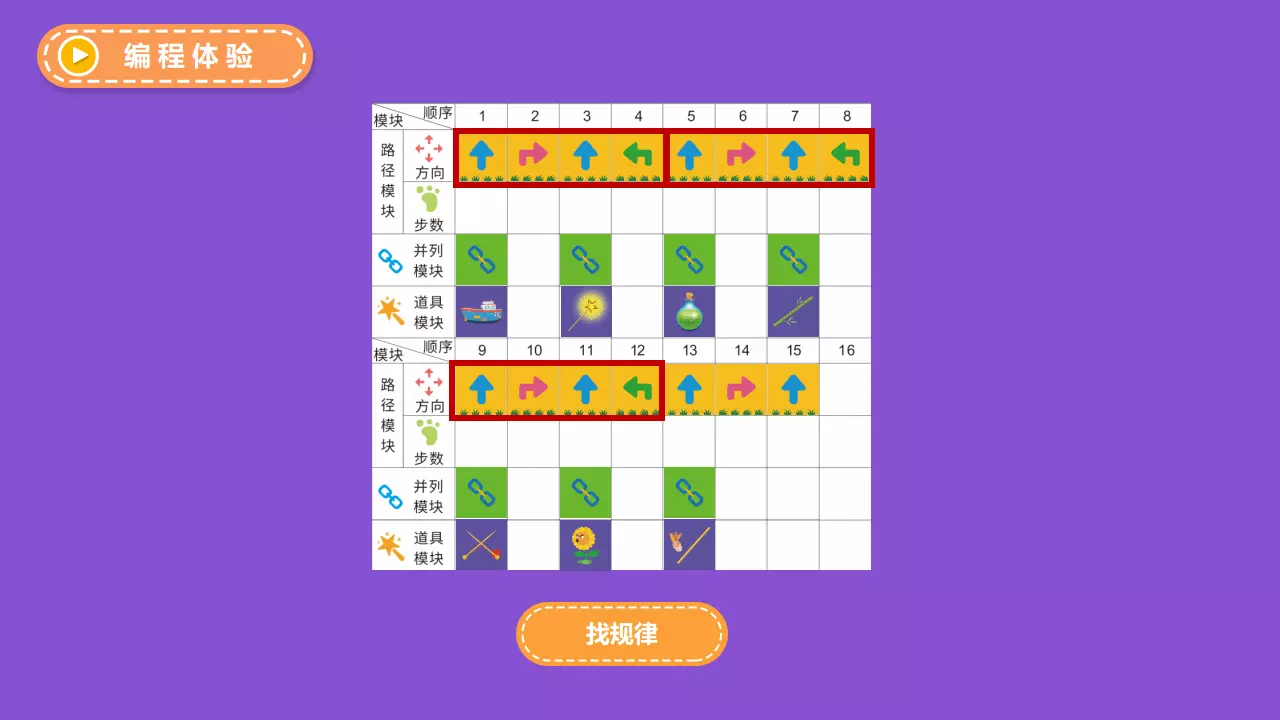 编程体验
顺序
模块
1 2 3 4 5 6 7 8
路径模块
方向
步数
并列
模块
道具
模块
顺序
模块
9 10 11 12 13 14 15 16
路径模块
方向
步数
并列
模块
道具
模块
找规律